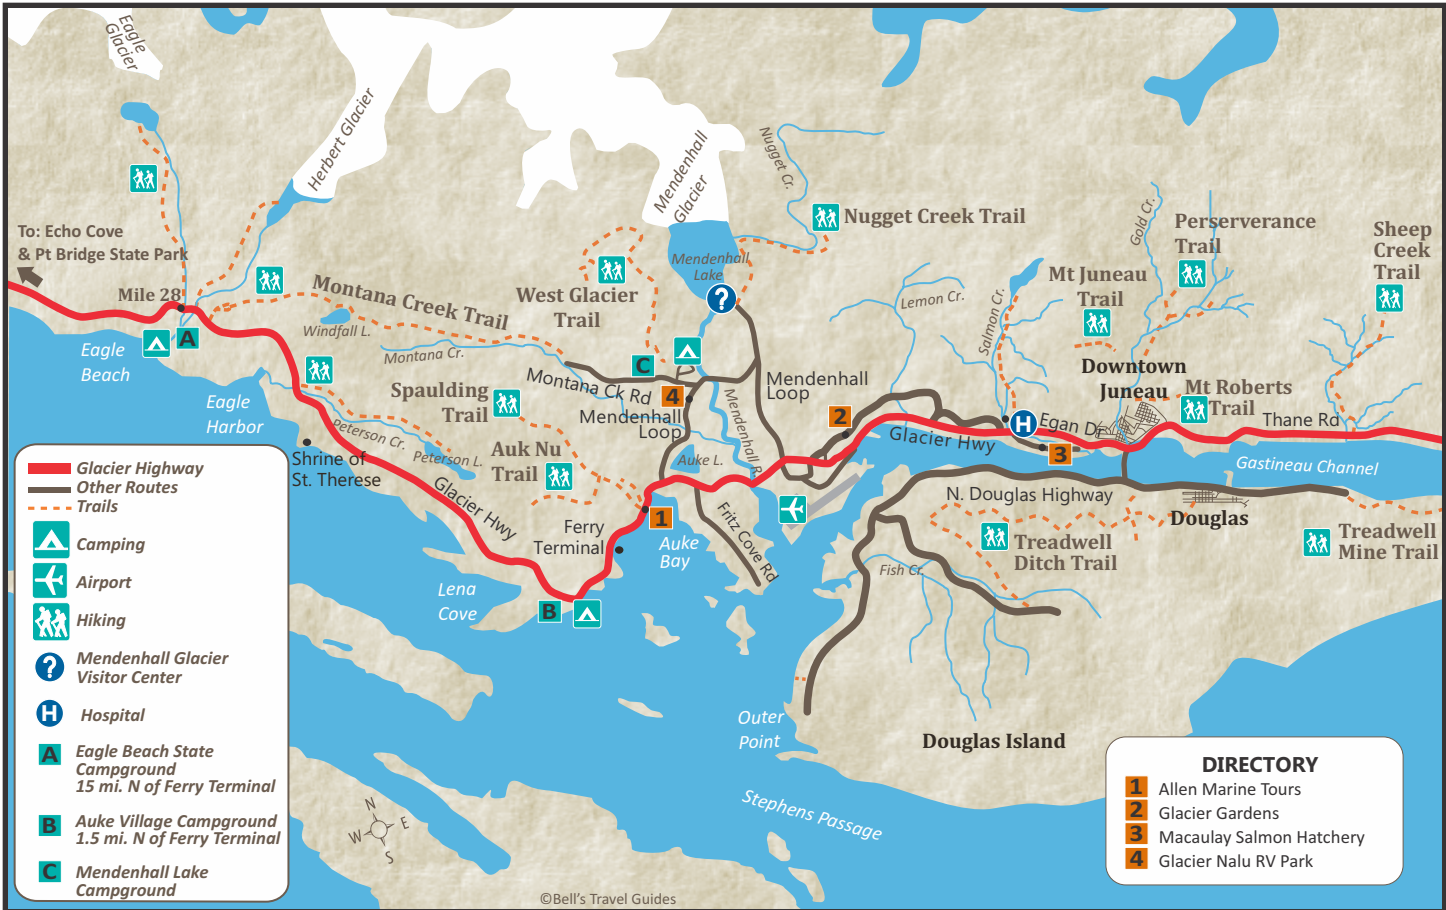 Eagle
Glacier
Herbert Glacier
Mendenhall
Glacier
Nugget Cr.
Nugget Creek Trail
To: Echo Cove
& Pt Bridge State Park
Mile 28
A
Eagle
Beach
Eagle
Harbor
Montana Creek Trail
Windfall L.
Montana Cr.
West Glacier
Trail
Mendenhall
Lake
?
C
Montana Ck Rd
4
Mendenhall
Loop
Mendenhall
Loop
Mendenhall R.
Spaulding
Trail
Auk Nu
Trail
Auke L.
Peterson Cr.
Peterson L.
Shrine of
St. Therese
Glacier Hwy
Ferry
Terminal
1
Auke
Bay
Fritz Cove Rd
Lena
Cove
B
2
Lemon Cr.
Salmon Cr.
Gold Cr.
Glacier Hwy
H
Egan Dr
3
Mt Juneau
Trail
Perserverance
Trail
Sheep
Creek
Trail
Downtown
Juneau
Mt Roberts
Trail
Thane Rd
Gastineau Channel
N. Douglas Highway
Douglas
Treadwell
Ditch Trail
Treadwell
Mine Trail
Fish Cr.
Outer
Point
Douglas Island
Stephens Passage
N
W
E
S
©Bell's Travel Guides
Glacier Highway
Other Routes
Trails
Camping
Airport
Hiking
? Mendenhall Glacier
Visitor Center
H Hospital
A Eagle Beach State
Campground
15 mi. N of Ferry Terminal
B Auke Village Campground
1.5 mi. N of Ferry Terminal
C Mendenhall Lake
Campground
DIRECTORY
1 Allen Marine Tours
2 Glacier Gardens
3 Macaulay Salmon Hatchery
4 Glacier Nalu RV Park